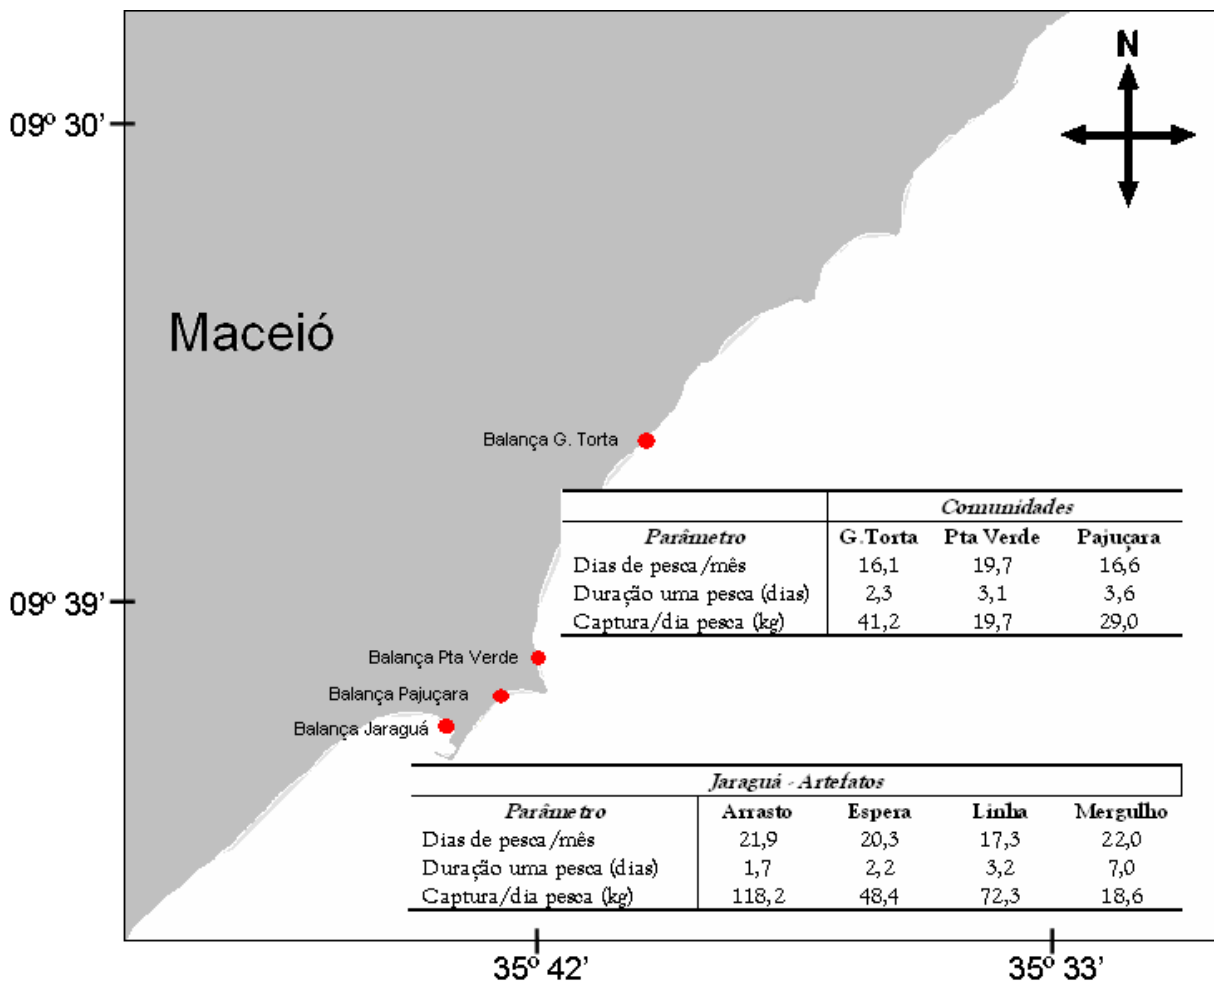 N
09º 30'
Maceió
Balança G. Torta
Comunidades
Parâmetro G.Torta Pta Verde Pajuçara
Dias de pesca/mês 16,1 19,7 16,6
Duração uma pesca (dias) 2,3 3,1 3,6
Captura/dia pesca (kg) 41,2 19,7 29,0
09º 39'
Balança Pta Verde
Balança Pajuçara
Balança Jaraguá
Jaraguá - Artefatos
Parâmetro Arrasto Espera Linha Mergulho
Dias de pesca/mês 21,9 20,3 17,3 22,0
Duração uma pesca (dias) 1,7 2,2 3,2 7,0
Captura/dia pesca (kg) 118,2 48,4 72,3 18,6
35º 42' 35º 33'